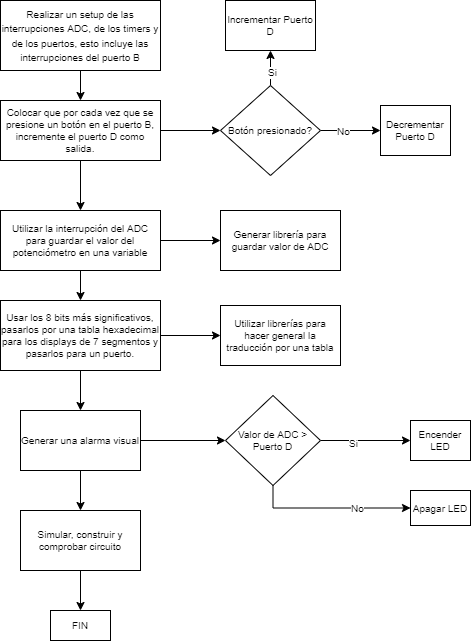 Realizar un setup de las
interrupciones ADC, de los timers y
de los puertos, esto incluye las
interrupciones del puerto B
Incrementar Puerto
D
Si
Colocar que por cada vez que se
presione un botón en el puerto B,
incremente el puerto D como
salida.
Botón presionado?
No
Decrementar
Puerto D
Utilizar la interrupción del ADC
para guardar el valor del
potenciómetro en una variable
Generar librería para
guardar valor de ADC
Usar los 8 bits más significativos,
pasarlos por una tabla hexadecimal
para los displays de 7 segmentos y
pasarlos para un puerto.
Utilizar librerías para
hacer general la
traducción por una tabla
Generar una alarma visual
Valor de ADC >
Puerto D
Si
Encender
LED
No
Apagar LED
Simular, construir y
comprobar circuito
FIN